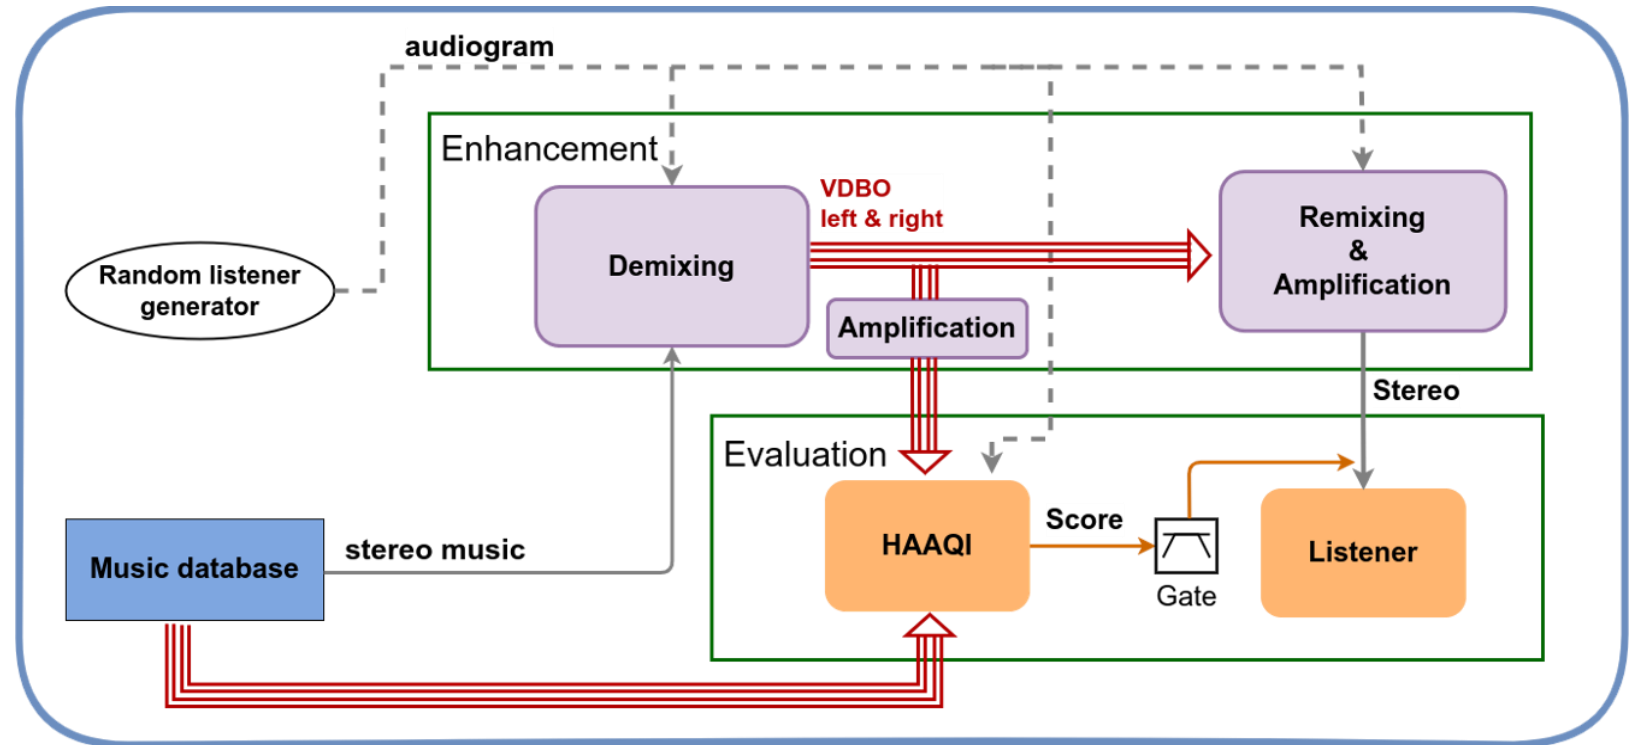 audiogram
Enhancement
VDBO
left & right
Demixing
Remixing
&
Amplification
Random listener
generator
Amplification
Stereo
Evaluation
Score
HAAQI
Listener
Gate
stereo music
Music database